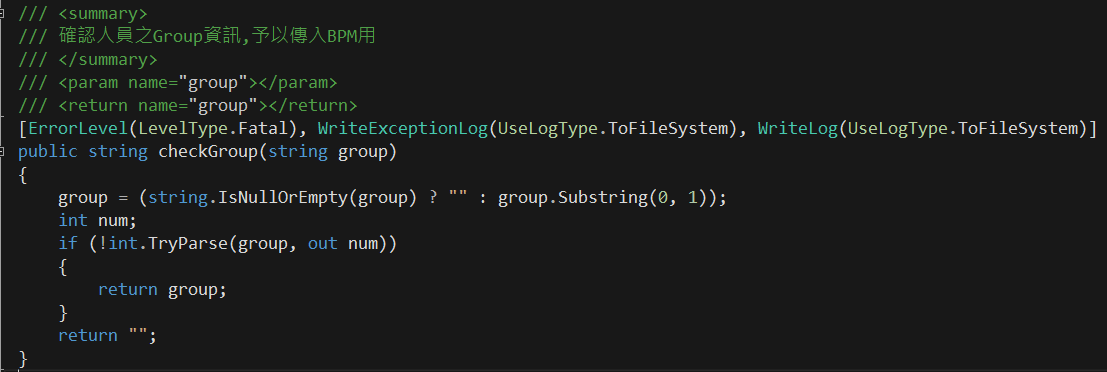 /// <summary>
/// 確認人員之Group資訊,予以傳入BPM用
/// </summary>
/// <param name="group"></param>
/// <return name="group"></return>
[ErrorLevel(LevelType.Fatal), WriteExceptionLog(UseLogType.ToFileSystem), WriteLog(UseLogType.ToFileSystem)]
public string checkGroup(string group)
{
    group = (string.IsNullOrEmpty(group) ? "" : group.Substring(0, 1));
    int num;
    if (!int.TryParse(group, out num))
    {
        return group;
    }
    return "";
}